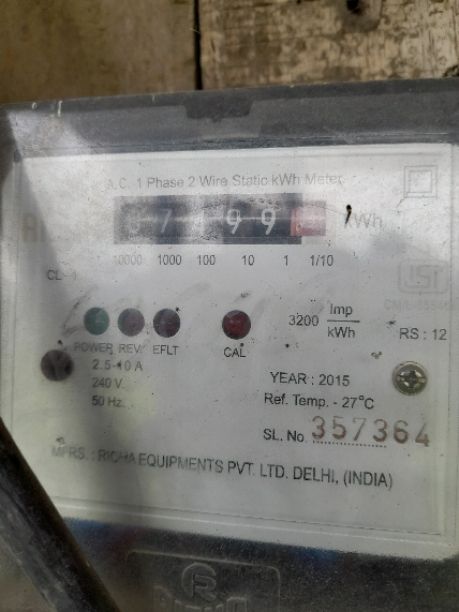 A.C. 1 Phase 2 Wire Static kWh Meter
kWh
10000 1000 100 10 1 1/10
POWER REV. EFLT
CAL
3200 Imp
kWh
RS : 12
2.5-10 A
240 V.
50 Hz.
YEAR : 2015
Ref. Temp. - 27°C
SL. No. 357364
MFRS. : RICHA EQUIPMENTS PVT. LTD. DELHI, (INDIA)